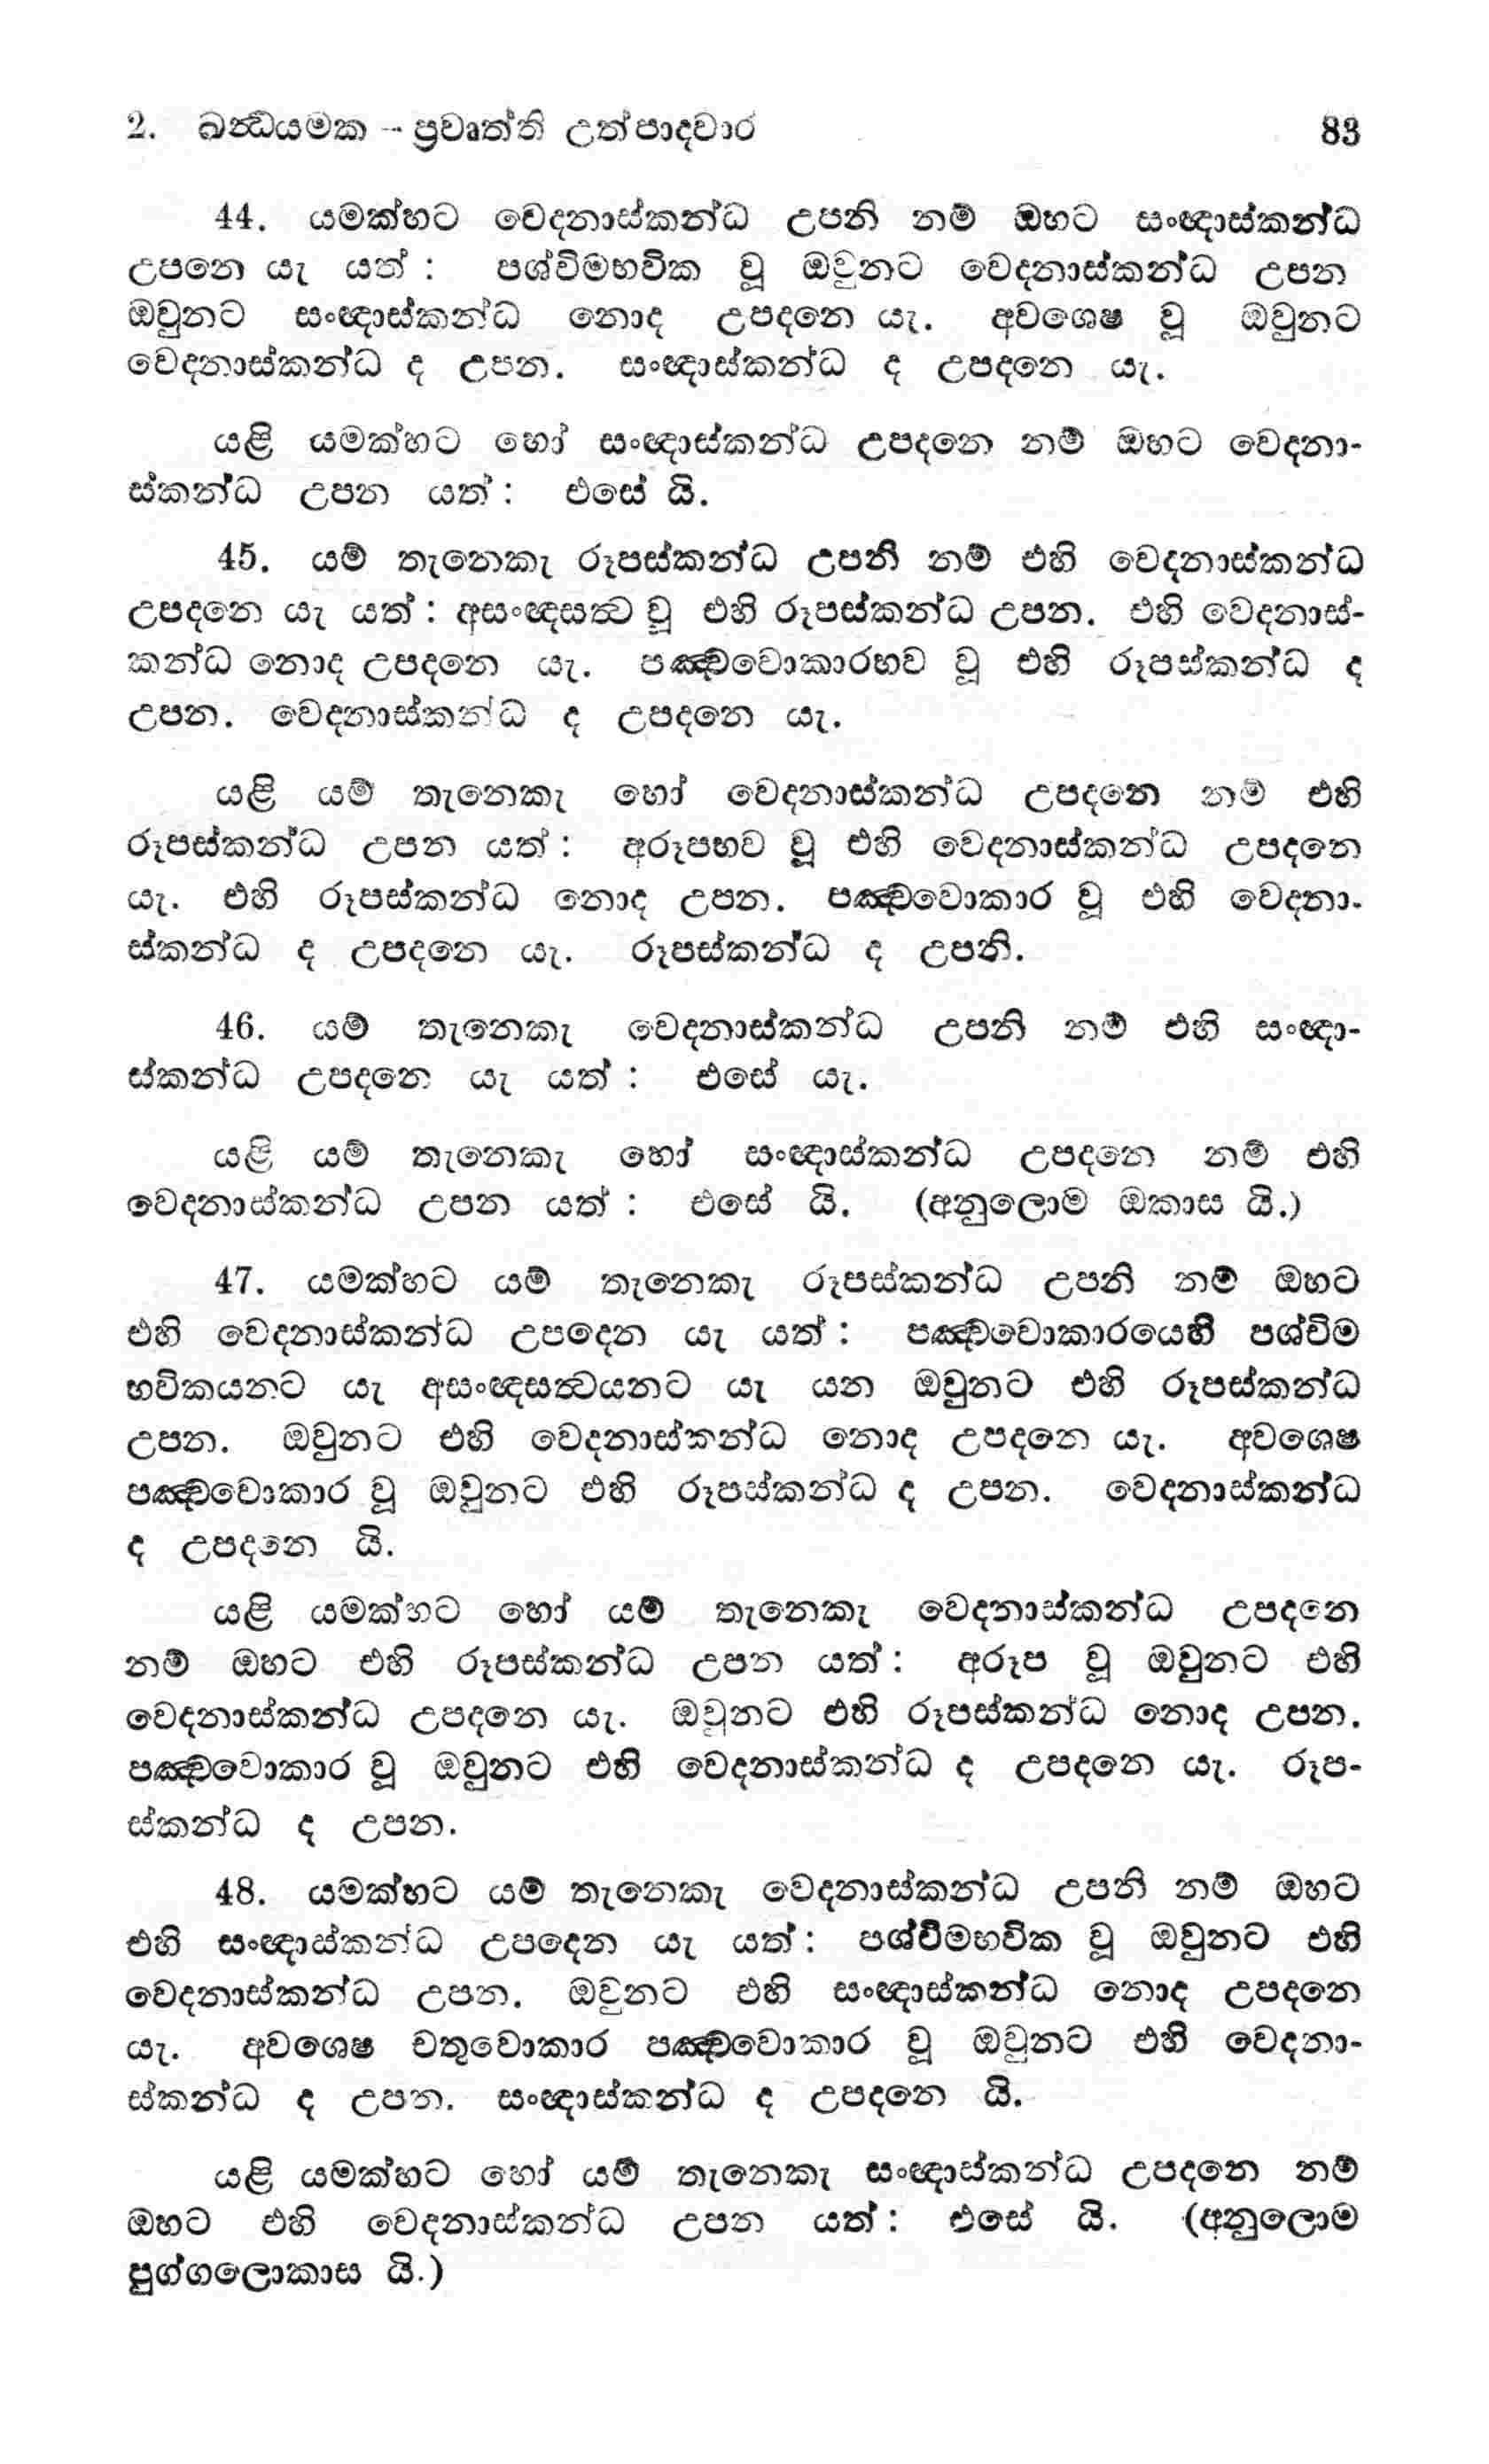 2. ඛන්ධයමක - ප්‍රවෘත්ති උත්පාදවාර 83
44. යමක්හට වෙදනාස්කන්ධ උපනි නම් ඔහට සංඥාස්කන්ධ
උපනෙ යැ යත් : පශ්චිමභවික වූ ඔවුනට වෙදනාස්කන්ධ උපන
ඔවුනට සංඥාස්කන්ධ නොද උපදනෙ යැ. අවශෙෂ වූ ඔවුනට
වෙදනාස්කන්ධ ද උපන. සංඥාස්කන්ධ ද උපදනෙ යැ.
යළි යමක්හට හෝ සංඥාස්කන්ධ උපදනෙ නම් ඔහට වෙදනා-
ස්කන්ධ උපන යත් : එසේ යි.
45. යම් තැනෙකැ රූපස්කන්ධ උපනි නම් එහි වෙදනාස්කන්ධ
උපදනෙ යැ යත් : අසංඥසත්‍ව වූ එහි රූපස්කන්ධ උපන. එහි වෙදනාස්-
කන්ධ නොද උපදනෙ යැ. පඤ්චවොකාරභව වූ එහි රූපස්කන්ධ ද
උපන. වෙදනාස්කන්ධ ද උපදනෙ යැ.
යළි යම් තැනෙකැ හෝ වෙදනාස්කන්ධ උපදනෙ නම් එහි
රූපස්කන්ධ උපන යත් : අරූපභව වූ එහි වෙදනාස්කන්ධ උපදනෙ
යැ. එහි රූපස්කන්ධ නොද උපන. පඤ්චවොකාර වූ එහි වෙදනා-
ස්කන්ධ ද උපදනෙ යැ. රූපස්කන්ධ ද උපනි.
46. යම් තැනෙකැ වෙදනාස්කන්ධ උපනි නම් එහි සංඥා-
ස්කන්ධ උපදනෙ යැ යත් : එසේ යැ.
යළි යම් තැනෙකැ හෝ සංඥාස්කන්ධ උපදනෙ නම් එහි
වෙදනාස්කන්ධ උපන යත් : එසේ යි. (අනුලොම ඔකාස යි.)
47. යමක්හට යම් තැනෙකැ රූපස්කන්ධ උපනි නම් ඔහට
එහි වෙදනාස්කන්ධ උපදෙන යැ යත් : පඤ්චවොකාරයෙහි පශ්චිම
භවිකයනට යැ අසංඥසත්‍වයනට යැ යන ඔවුනට එහි රූපස්කන්ධ
උපන. ඔවුනට එහි වෙදනාස්කන්ධ නොද උපදනෙ යැ. අවශෙෂ
පඤ්චවොකාර වූ ඔවුනට එහි රූපස්කන්ධ ද උපන. වෙදනාස්කන්ධ
ද උපදනෙ යි.
යළි යමක්හට හෝ යම් තැනෙකැ වෙදනාස්කන්ධ උපදනෙ
නම් ඔහට එහි රූපස්කන්ධ උපන යත් : අරූප වූ ඔවුනට එහි
වෙදනාස්කන්ධ උපදනෙ යැ. ඔවුනට එහි රූපස්කන්ධ නොද උපන.
පඤ්චවොකාර වූ ඔවුනට එහි වෙදනාස්කන්ධ ද උපදනෙ යැ. රූප-
ස්කන්ධ ද උපන.
48. යමක්හට යම් තැනෙකැ වෙදනාස්කන්ධ උපනි නම් ඔහට
එහි සංඥාස්කන්ධ උපදෙන යැ යත් : පශ්චිමභවික වූ ඔවුනට එහි
වෙදනාස්කන්ධ උපන. ඔවුනට එහි සංඥාස්කන්ධ නොද උපදනෙ
යැ. අවශෙෂ චතුවොකාර පඤ්චවොකාර වූ ඔවුනට එහි වෙදනා-
ස්කන්ධ ද උපන. සංඥාස්කන්ධ ද උපදනෙ යි.
යළි යමක්හට හෝ යම් තැනෙකැ සංඥාස්කන්ධ උපදනෙ නම්
ඔහට එහි වෙදනාස්කන්ධ උපන යත් : එසේ යි. (අනුලොම
පුග්ගලොකාස යි.)